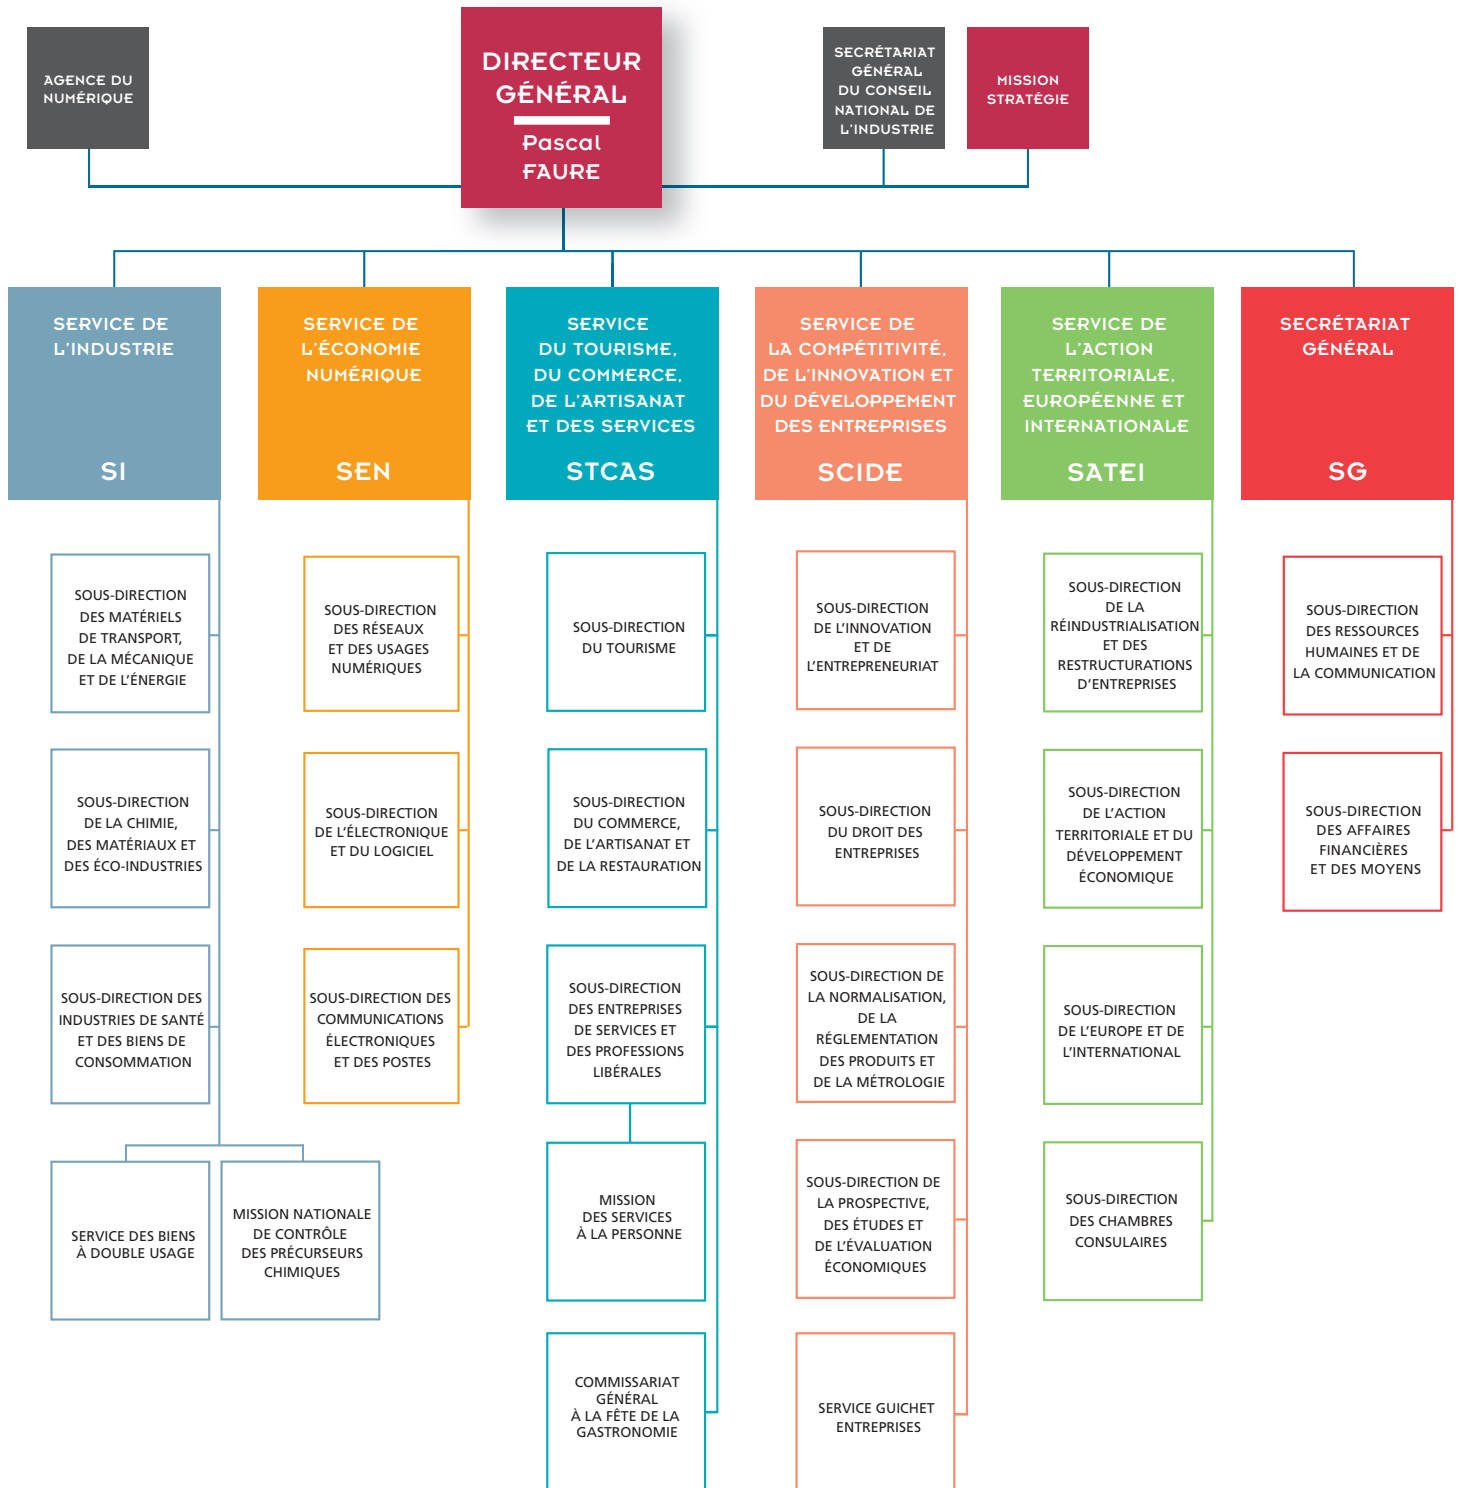 AGENCE DU
NUMÉRIQUE
DIRECTEUR
GÉNÉRAL
Pascal
FAURE
SECRÉTARIAT
GÉNÉRAL
DU CONSEIL
NATIONAL DE
L'INDUSTRIE
MISSION
STRATÉGIE
SERVICE DE
L'INDUSTRIE
SI
SERVICE DE
L'ÉCONOMIE
NUMÉRIQUE
SEN
SERVICE
DU TOURISME,
DU COMMERCE,
DE L'ARTISANAT
ET DES SERVICES
STCAS
SERVICE DE
LA COMPÉTITIVITÉ,
DE L'INNOVATION ET
DU DÉVELOPPEMENT
DES ENTREPRISES
SCIDE
SERVICE DE
L'ACTION
TERRITORIALE,
EUROPÉENNE ET
INTERNATIONALE
SATEI
SECRÉTARIAT
GÉNÉRAL
SG
SOUS-DIRECTION
DES MATÉRIELS
DE TRANSPORT,
DE LA MÉCANIQUE
ET DE L'ÉNERGIE
SOUS-DIRECTION
DE LA CHIMIE,
DES MATÉRIAUX ET
DES ÉCO-INDUSTRIES
SOUS-DIRECTION DES
INDUSTRIES DE SANTÉ
ET DES BIENS DE
CONSOMMATION
SERVICE DES BIENS
À DOUBLE USAGE
MISSION NATIONALE
DE CONTRÔLE
DES PRÉCURSEURS
CHIMIQUES
SOUS-DIRECTION
DES RÉSEAUX
ET DES USAGES
NUMÉRIQUES
SOUS-DIRECTION
DE L'ÉLECTRONIQUE
ET DU LOGICIEL
SOUS-DIRECTION DES
COMMUNICATIONS
ÉLECTRONIQUES
ET DES POSTES
SOUS-DIRECTION
DU TOURISME
SOUS-DIRECTION
DU COMMERCE,
DE L'ARTISANAT ET
DE LA RESTAURATION
SOUS-DIRECTION
DES ENTREPRISES
DE SERVICES ET
DES PROFESSIONS
LIBÉRALES
MISSION
DES SERVICES
À LA PERSONNE
COMMISSARIAT
GÉNÉRAL
À LA FÊTE DE LA
GASTRONOMIE
SOUS-DIRECTION
DE L'INNOVATION
ET DE
L'ENTREPRENEURIAT
SOUS-DIRECTION
DU DROIT DES
ENTREPRISES
SOUS-DIRECTION DE
LA NORMALISATION,
DE LA
RÉGLEMENTATION
DES PRODUITS ET
DE LA MÉTROLOGIE
SOUS-DIRECTION DE
LA PROSPECTIVE,
DES ÉTUDES ET
DE L'ÉVALUATION
ÉCONOMIQUES
SERVICE GUICHET
ENTREPRISES
SOUS-DIRECTION
DE LA
RÉINDUSTRIALISATION
ET DES
RESTRUCTURATIONS
D'ENTREPRISES
SOUS-DIRECTION
DE L'ACTION
TERRITORIALE ET DU
DÉVELOPPEMENT
ÉCONOMIQUE
SOUS-DIRECTION
DE L'EUROPE ET DE
L'INTERNATIONAL
SOUS-DIRECTION
DES CHAMBRES
CONSULAIRES
SOUS-DIRECTION
DES RESSOURCES
HUMAINES ET DE
LA COMMUNICATION
SOUS-DIRECTION
DES AFFAIRES
FINANCIÈRES
ET DES MOYENS